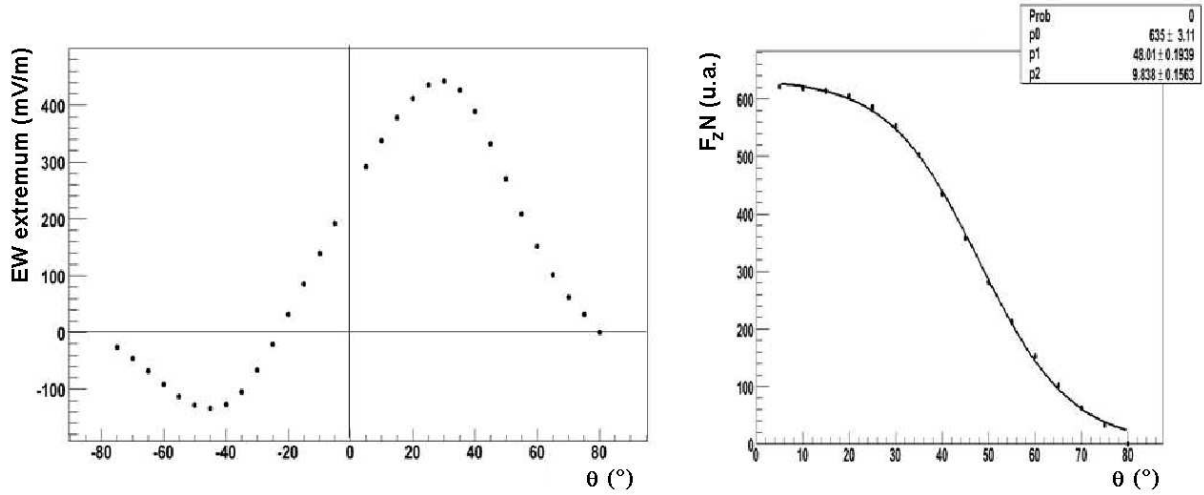 EW extremum (mV/m)
400
300
200
100
0
-100
-80 -60 -40 -20 0 20 40 60 80
θ (°)
Prob 0
p0 635 ± 3.11
p1 48.01 ± 0.1939
p2 9.838 ± 0.1563
FzN (u.a.)
600
500
400
300
200
100
0
0 10 20 30 40 50 60 70 80
θ (°)